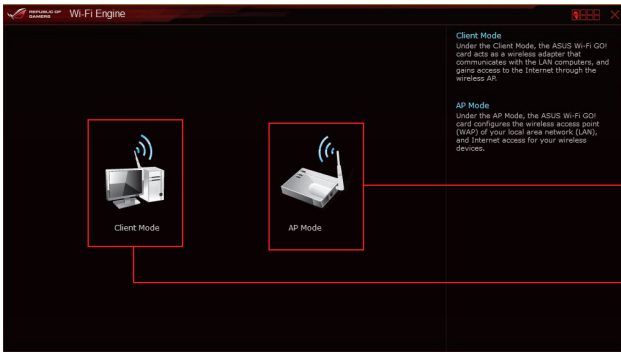 REPUBLIC OF
GAMERS
Wi-Fi Engine
Client Mode
Under the Client Mode, the ASUS Wi-Fi GO!
card acts as a wireless adapter that
communicates with the LAN computers, and
gains access to the Internet through the
wireless AP.
AP Mode
Under the AP Mode, the ASUS Wi-Fi GO!
card configures the wireless access point
(WAP) of your local area network (LAN),
and Internet access for your wireless
devices.
Client Mode
AP Mode